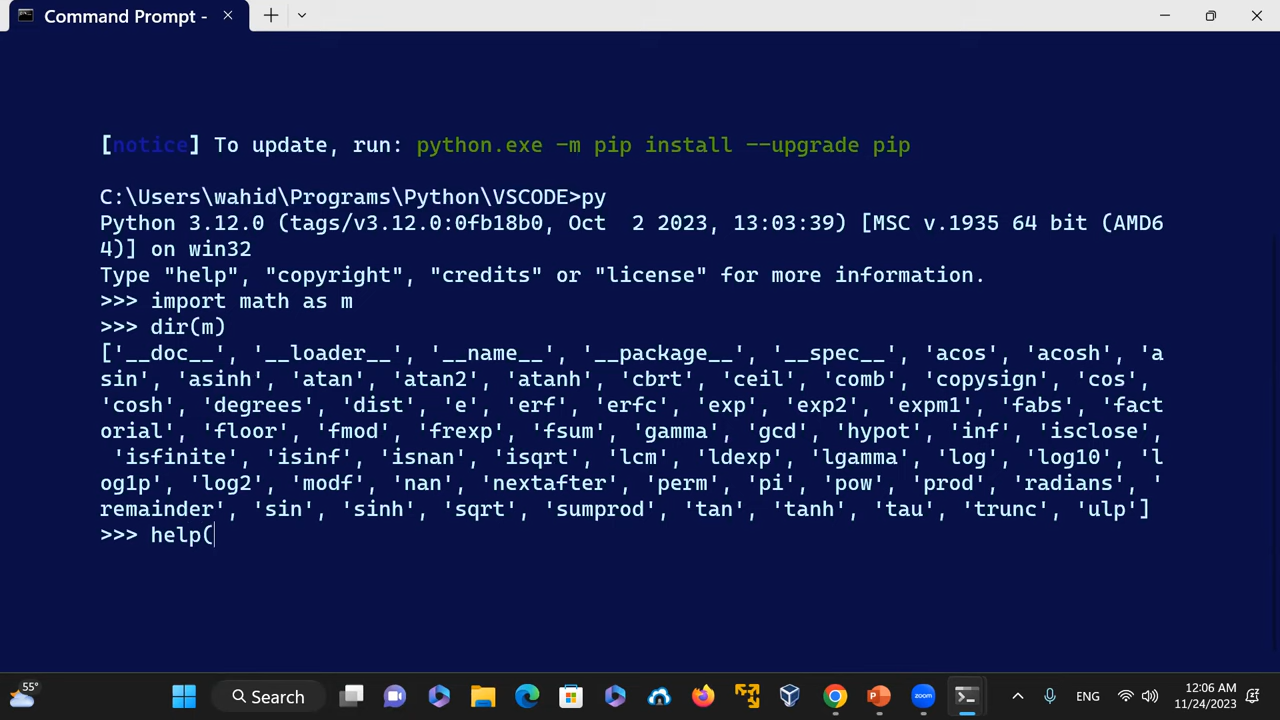 Command Prompt -
[notice] To update, run: python.exe -m pip install --upgrade pip
C:\Users\wahid\Programs\Python\VSCODE>py
Python 3.12.0 (tags/v3.12.0:0fb18b0, Oct  2 2023, 13:03:39) [MSC v.1935 64 bit (AMD6
4)] on win32
Type "help", "copyright", "credits" or "license" for more information.
>>> import math as m
>>> dir(m)
['__doc__', '__loader__', '__name__', '__package__', '__spec__', 'acos', 'acosh', 'a
sin', 'asinh', 'atan', 'atan2', 'atanh', 'cbrt', 'ceil', 'comb', 'copysign', 'cos',
'cosh', 'degrees', 'dist', 'e', 'erf', 'erfc', 'exp', 'exp2', 'expm1', 'fabs', 'fact
orial', 'floor', 'fmod', 'frexp', 'fsum', 'gamma', 'gcd', 'hypot', 'inf', 'isclose',
 'isfinite', 'isinf', 'isnan', 'isqrt', 'lcm', 'ldexp', 'lgamma', 'log', 'log10', 'l
og1p', 'log2', 'modf', 'nan', 'nextafter', 'perm', 'pi', 'pow', 'prod', 'radians', '
remainder', 'sin', 'sinh', 'sqrt', 'sumprod', 'tan', 'tanh', 'tau', 'trunc', 'ulp']
>>> help(
55°
Search
zoom
ENG
12:06 AM
11/24/2023